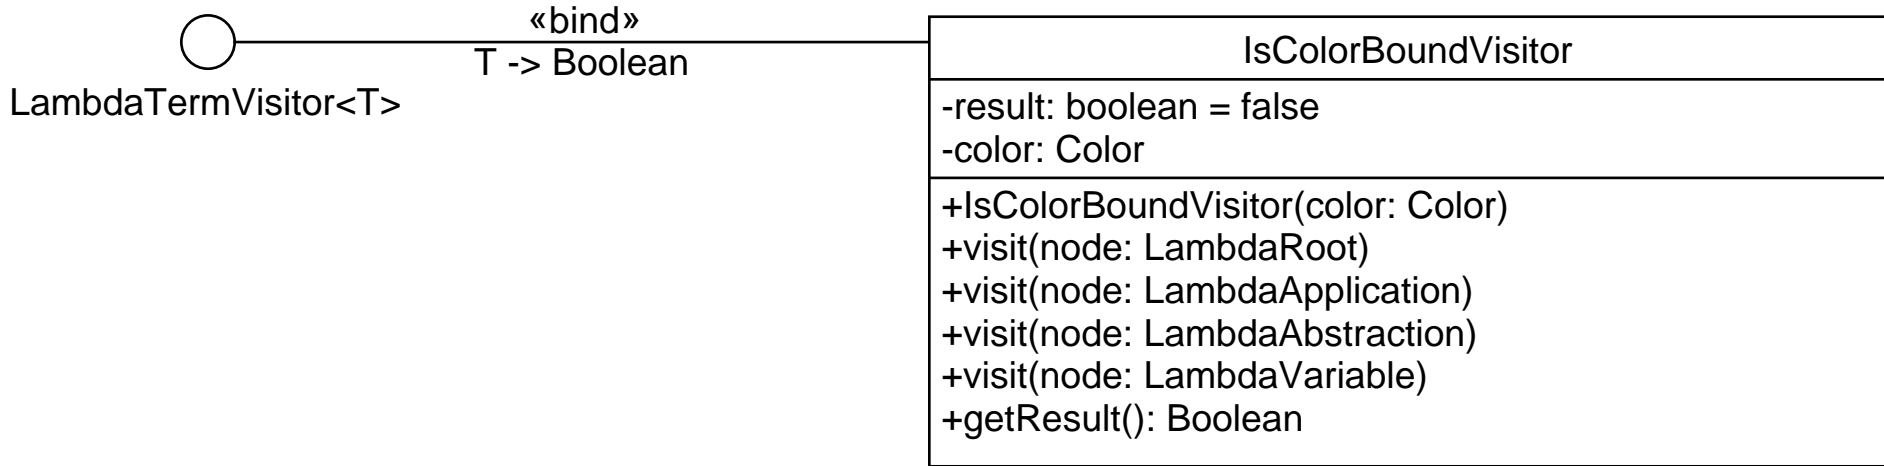 «bind»
T -> Boolean
LambdaTermVisitor<T>
IsColorBoundVisitor
-result: boolean = false
-color: Color
+IsColorBoundVisitor(color: Color)
+visit(node: LambdaRoot)
+visit(node: LambdaApplication)
+visit(node: LambdaAbstraction)
+visit(node: LambdaVariable)
+getResult(): Boolean